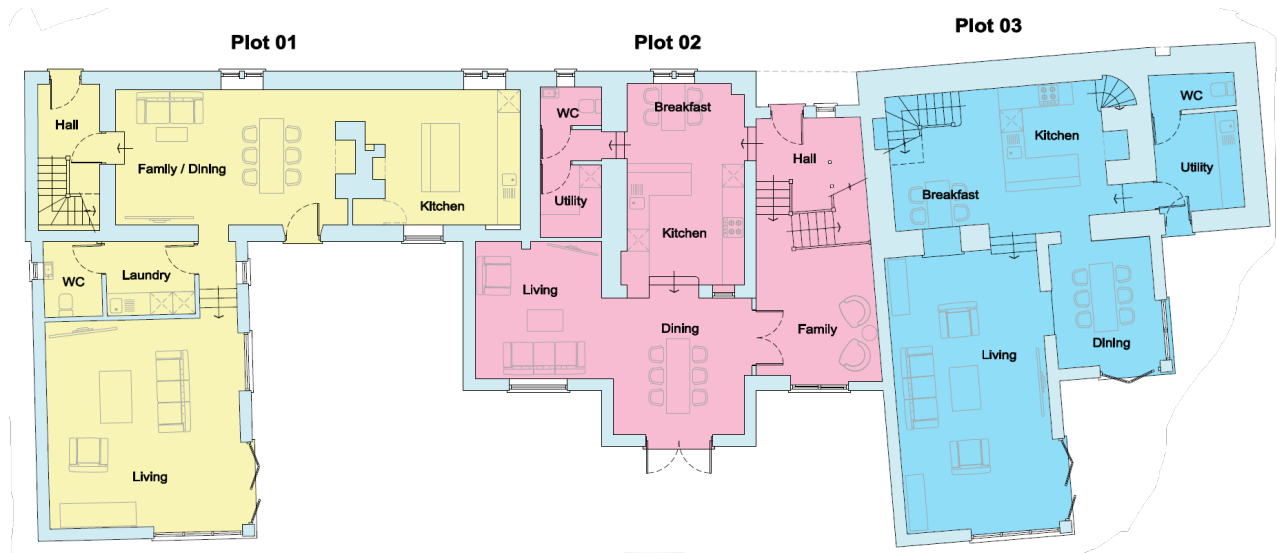 Plot 01
Plot 02
Plot 03
Hall
Family / Dining
Kitchen
WC
Laundry
Living
WC
Breakfast
Utility
Kitchen
Hall
Living
Dining
Family
Kitchen
WC
Utility
Breakfast
Living
Dining